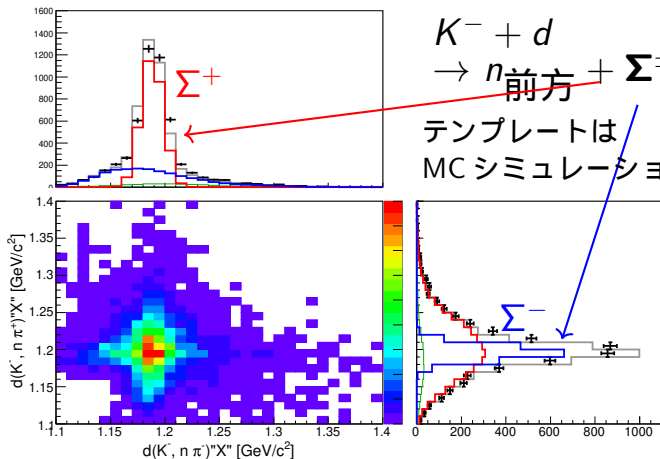 1600
1400
1200
1000
800
600
400
200
0
Σ+
K⁻ + d
→ n前方 + Σ
テンプレートは
MC シミュレーショ
1.4
1.35
1.3
1.25
1.2
1.15
1.1
d(K⁻, n π⁺)"X" [GeV/c²]
1.1 1.15 1.2 1.25 1.3 1.35 1.4
d(K⁻, n π⁻)"X" [GeV/c²]
Σ−
0 200 400 600 800 1000